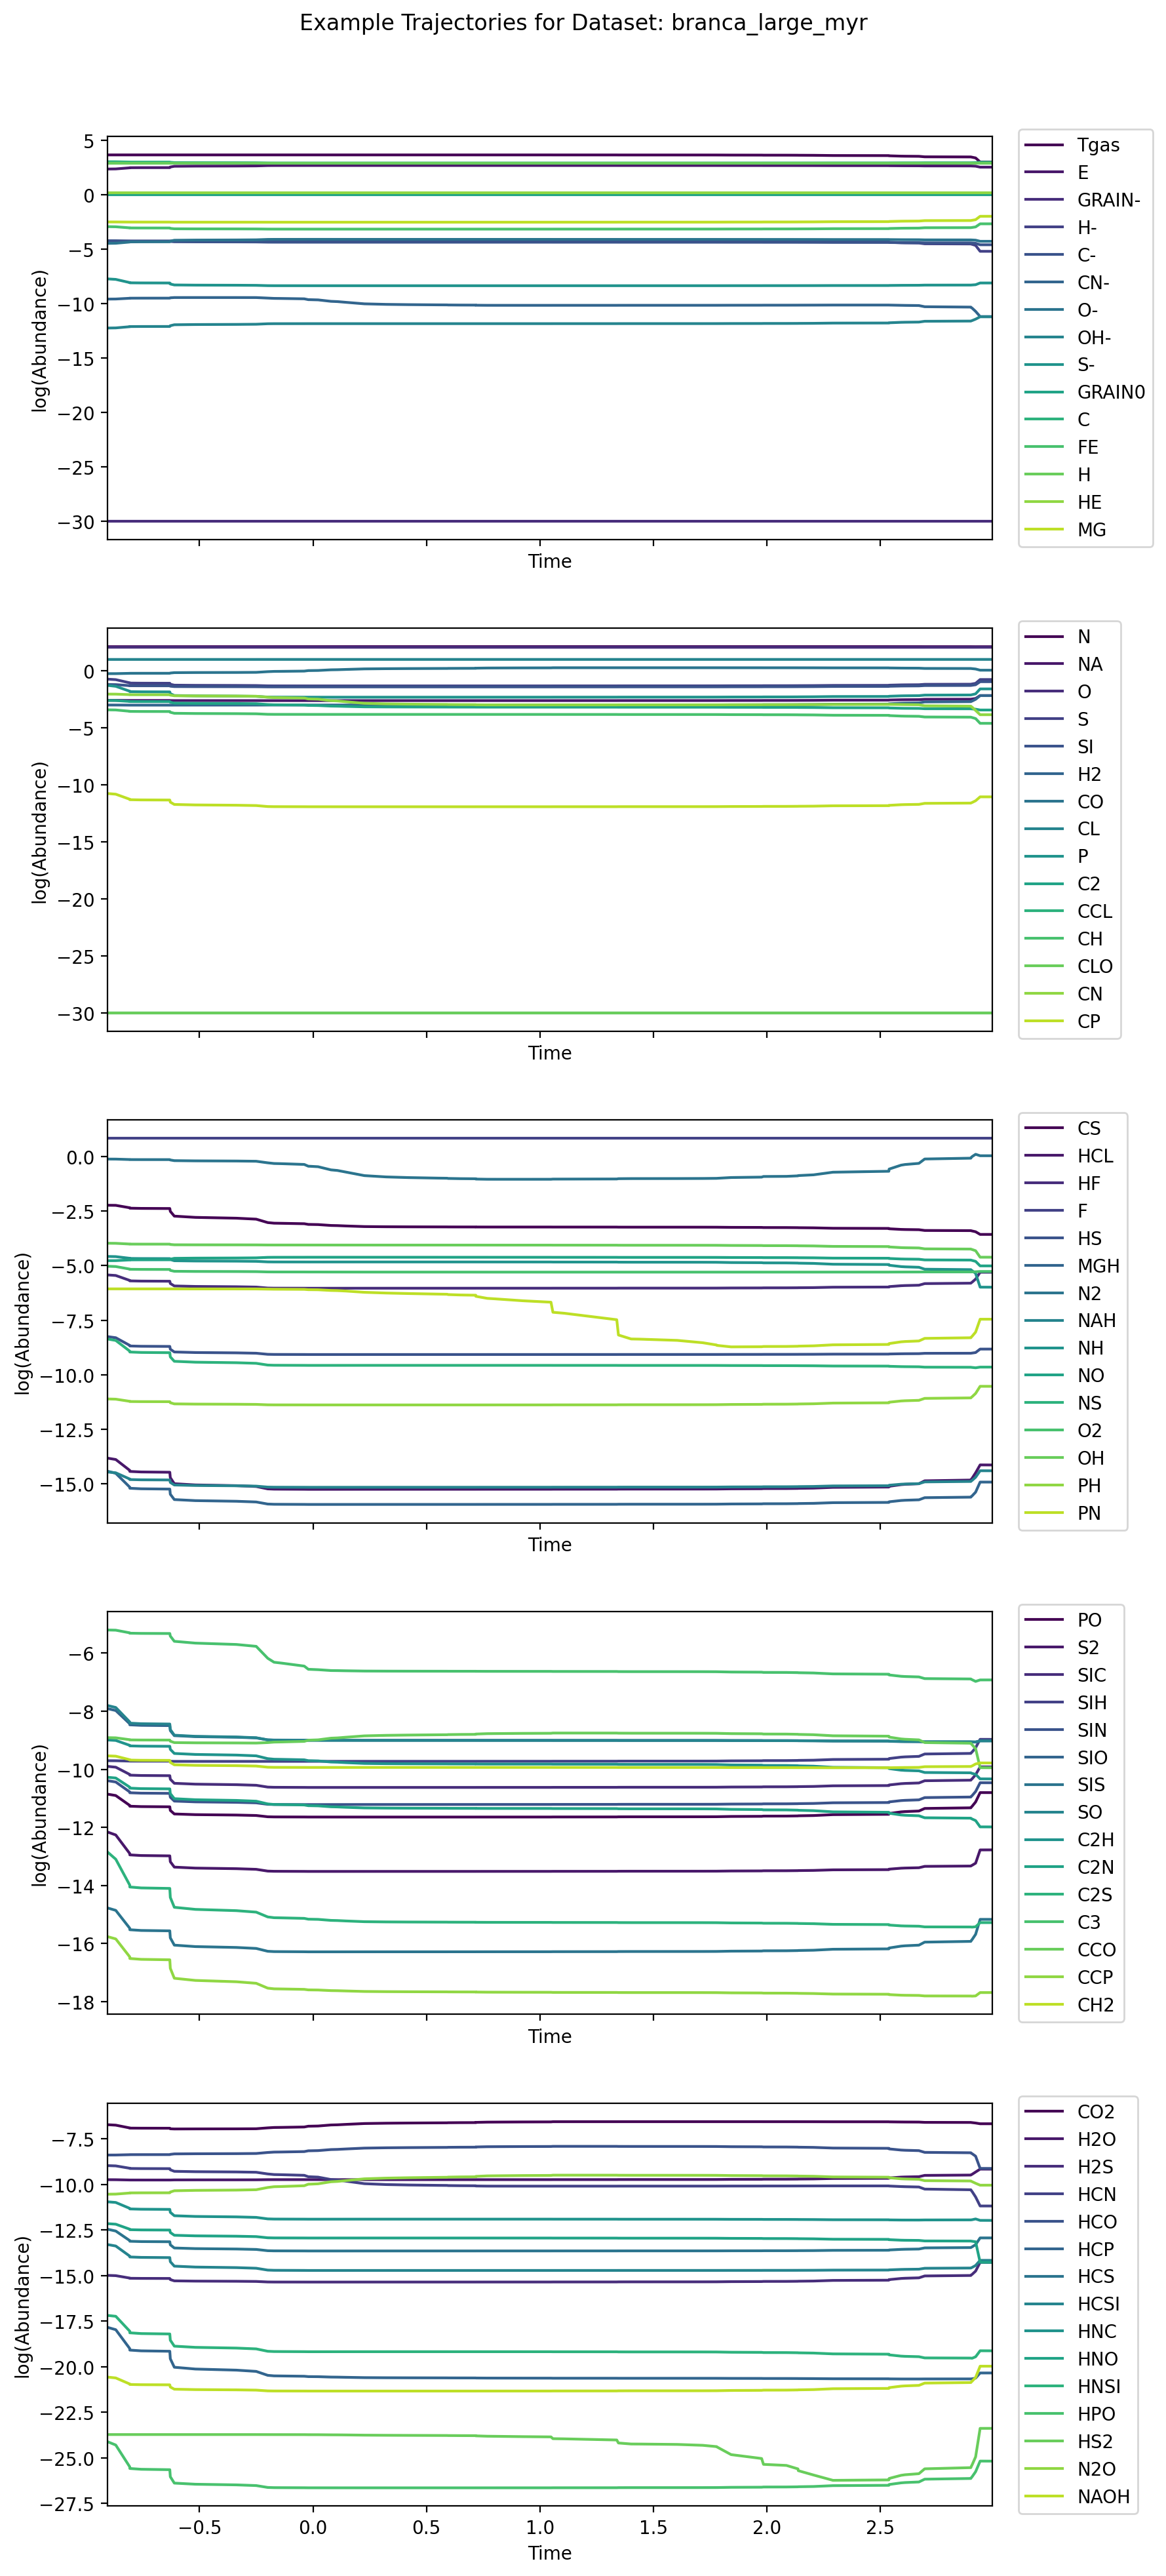 Example Trajectories for Dataset: branca_large_myr
5
0
−5
−10
−15
−20
−25
−30
log(Abundance)
Time
Tgas
E
GRAIN-
H-
C-
CN-
O-
OH-
S-
GRAIN0
C
FE
H
HE
MG
0
−5
−10
−15
−20
−25
−30
log(Abundance)
Time
N
NA
O
S
SI
H2
CO
CL
P
C2
CCL
CH
CLO
CN
CP
0.0
−2.5
−5.0
−7.5
−10.0
−12.5
−15.0
log(Abundance)
Time
CS
HCL
HF
F
HS
MGH
N2
NAH
NH
NO
NS
O2
OH
PH
PN
−6
−8
−10
−12
−14
−16
−18
log(Abundance)
Time
PO
S2
SIC
SIH
SIN
SIO
SIS
SO
C2H
C2N
C2S
C3
CCO
CCP
CH2
−7.5
−10.0
−12.5
−15.0
−17.5
−20.0
−22.5
−25.0
−27.5
log(Abundance)
−0.5 0.0 0.5 1.0 1.5 2.0 2.5
Time
CO2
H2O
H2S
HCN
HCO
HCP
HCS
HCSI
HNC
HNO
HNSI
HPO
HS2
N2O
NAOH